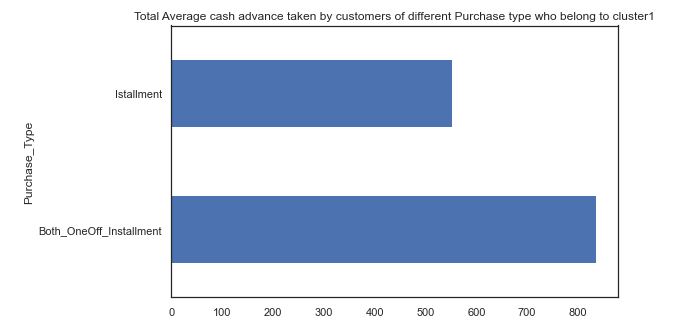 Total Average cash advance taken by customers of different Purchase type who belong to cluster1
Istallment
Purchase_Type
Both_OneOff_Installment
0 100 200 300 400 500 600 700 800